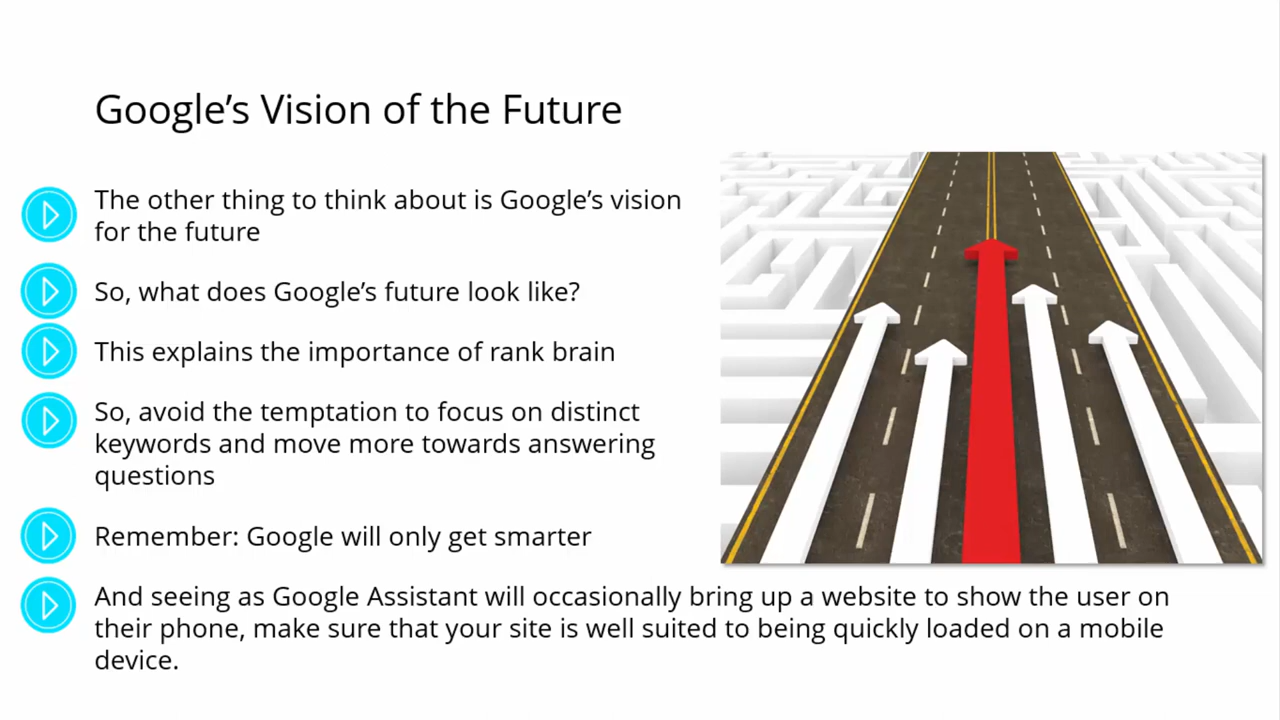 Google’s Vision of the Future
The other thing to think about is Google’s vision
for the future
So, what does Google’s future look like?
This explains the importance of rank brain
So, avoid the temptation to focus on distinct
keywords and move more towards answering
questions
Remember: Google will only get smarter
And seeing as Google Assistant will occasionally bring up a website to show the user on
their phone, make sure that your site is well suited to being quickly loaded on a mobile
device.